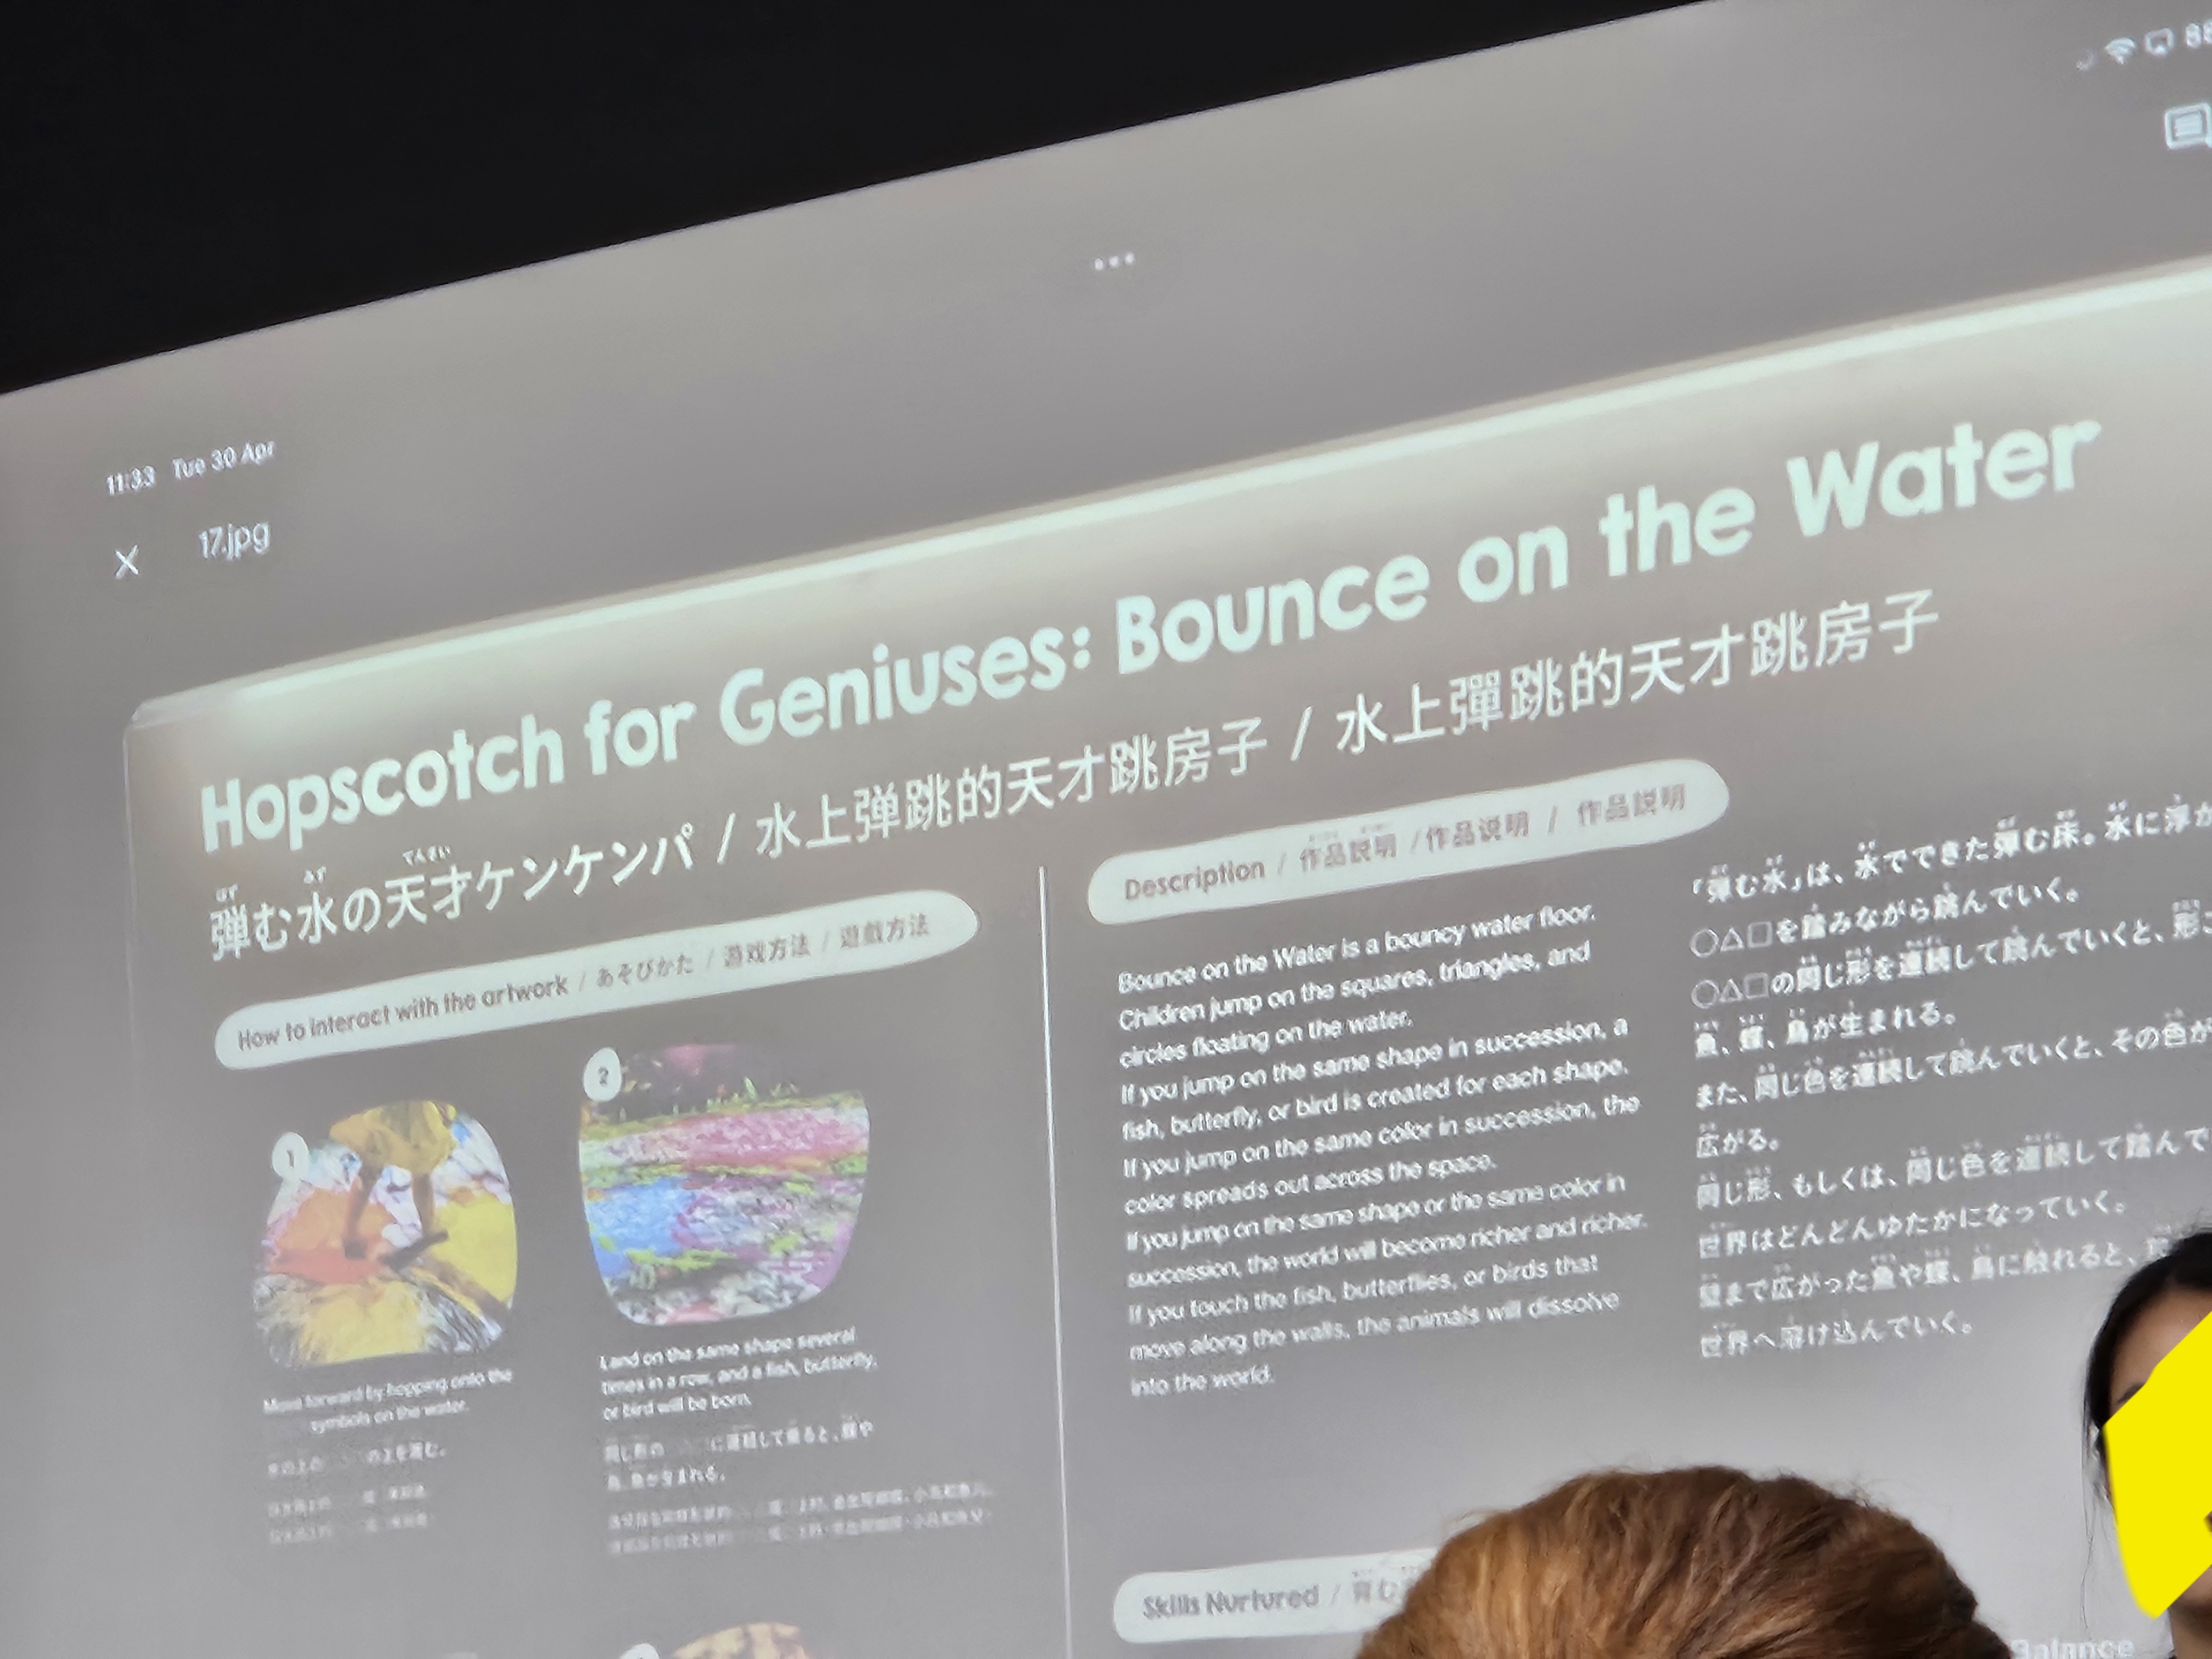 11:33 Tue 30 Apr
88
17.jpg
Hopscotch for Geniuses: Bounce on the Water
弾む水の天才ケンケンパ / 水上弹跳的天才跳房子 / 水上彈跳的天才跳房子
How to interact with the artwork / あそびかた / 游戏方法 / 遊戲方法
1
Move forward by hopping onto the
symbols on the water.
2
Land on the same shape several
times in a row, and a fish, butterfly,
or bird will be born.
Description / 作品説明 / 作品说明 / 作品說明
Bounce on the Water is a bouncy water floor.
Children jump on the squares, triangles, and
circles floating on the water.
If you jump on the same shape in succession, a
fish, butterfly, or bird is created for each shape.
If you jump on the same color in succession, the
color spreads out across the space.
If you jump on the same shape or the same color in
succession, the world will become richer and richer.
If you touch the fish, butterflies, or birds that
move along the walls, the animals will dissolve
into the world.
「弾む水」は、水でできた弾む床。水に浮か
○△□を踏みながら跳んでいく。
○△□の同じ形を連続して跳んでいくと、形に
魚、蝶、鳥が生まれる。
また、同じ色を連続して跳んでいくと、その色が
広がる。
同じ形、もしくは、同じ色を連続して踏んで
世界はどんどんゆたかになっていく。
壁まで広がった魚や蝶、鳥に触れると、
世界へ溶け込んでいく。
Skills Nurtured / 育む
Balance